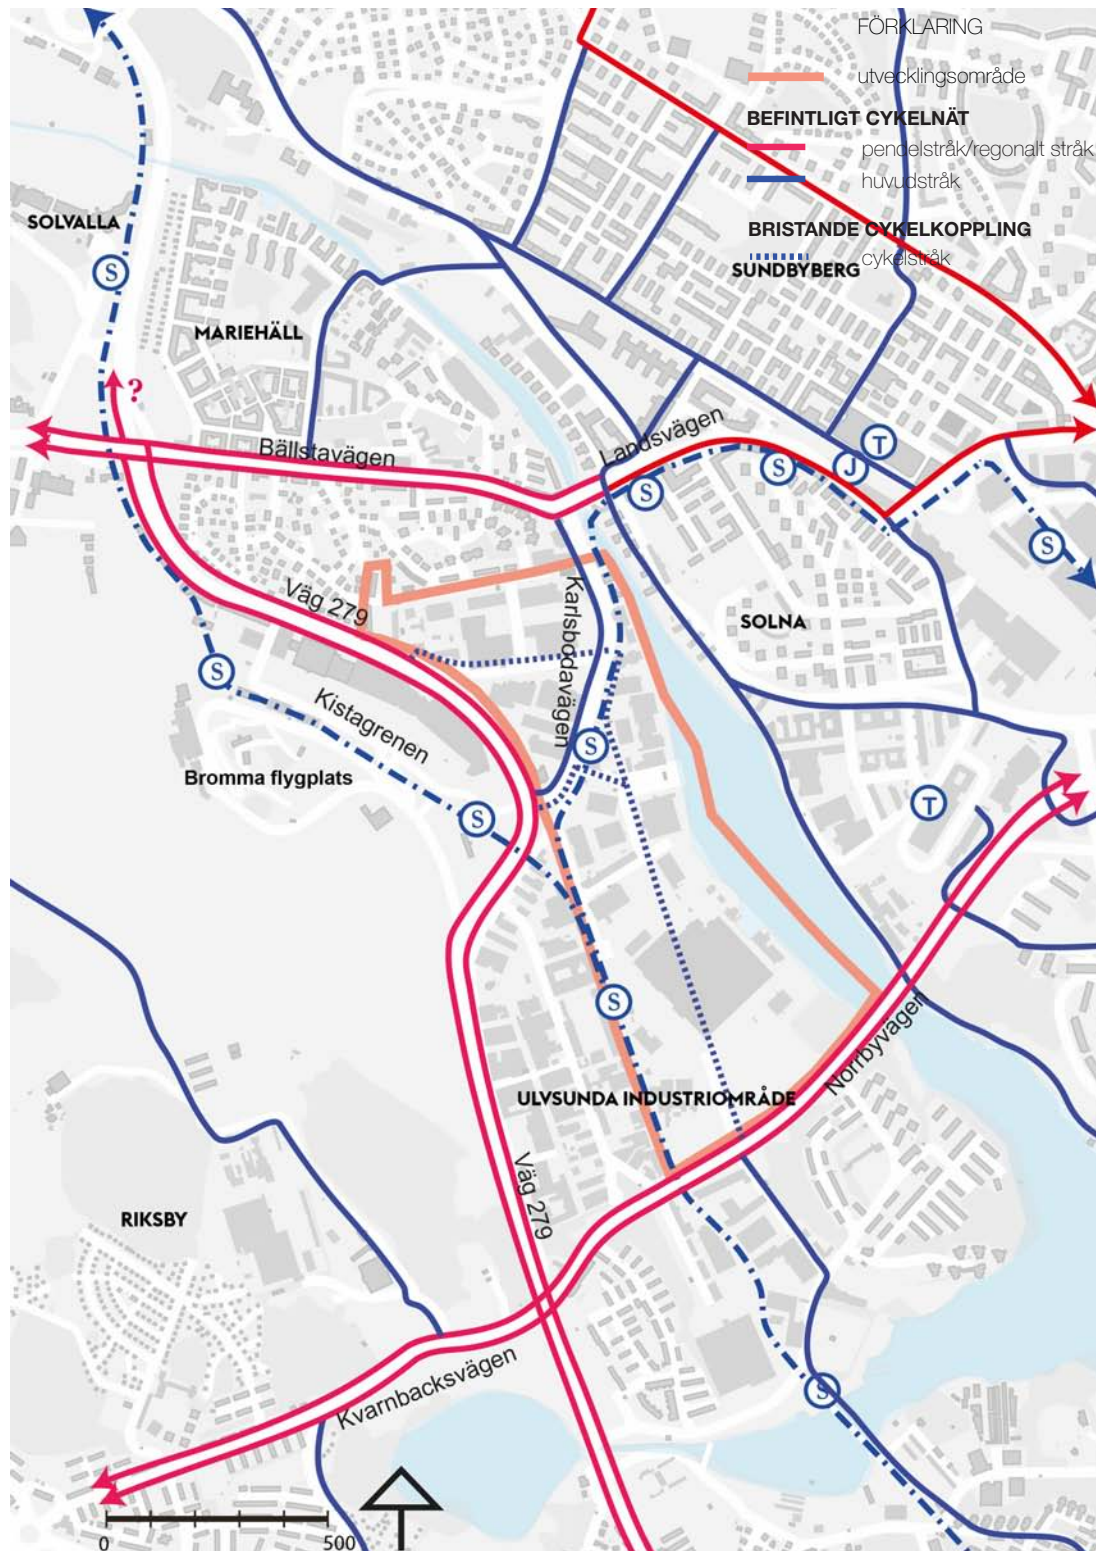 FÖRKLARING
utvecklingsområde
BEFINTLIGT CYKELNÄT
pendelstråk/regonalt stråk
huvudstråk
BRISTANDE CYKELKOPPLING
cykelstråk
SUNDBYBERG
SOLVALLA
S
MARIEHÄLL
?
Bällstavägen
Landsvägen
T
J
S
S
S
Väg 279
Karlsbodavägen
SOLNA
S
Kistagrenen
S
Bromma flygplats
S
T
S
Norrbyvägen
ULVSUNDA INDUSTRIOMRÅDE
Väg 279
RIKSBY
Kvarnbacksvägen
S
0
500